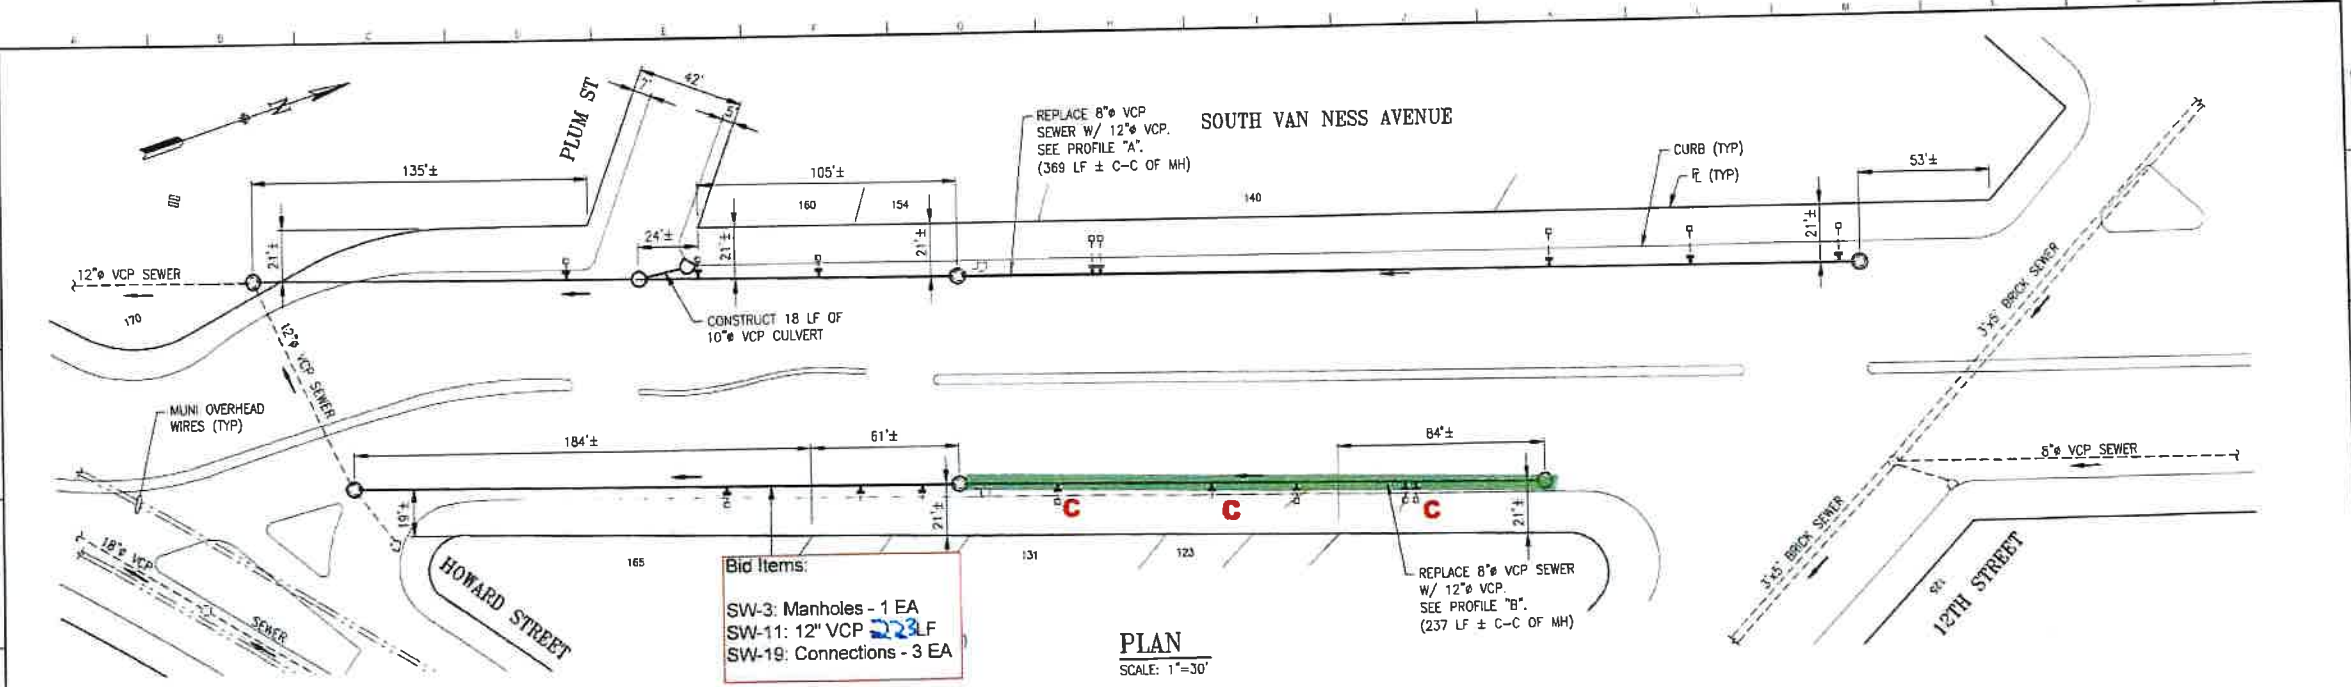 A B C D E F G H I J K L M
N
PLUM ST
7'
42'
5'
135'±
105'±
REPLACE 8"ø VCP
SEWER W/ 12"ø VCP.
SEE PROFILE "A".
(369 LF ± C-C OF MH)
SOUTH VAN NESS AVENUE
CURB (TYP)
PL (TYP)
53'±
160
154
140
21'±
24'±
21'±
21'±
21'±
12"ø VCP SEWER
170
CONSTRUCT 18 LF OF
10"ø VCP CULVERT
12"ø VCP SEWER
3'x5' BRICK SEWER
MUNI OVERHEAD
WIRES (TYP)
184'±
61'±
84'±
8"ø VCP SEWER
19'±
21'±
C
C
C
21'±
18"ø VCP
SEWER
HOWARD STREET
165
131
123
Bid Items:
SW-3: Manholes - 1 EA
SW-11: 12" VCP 223LF
SW-19: Connections - 3 EA
REPLACE 8"ø VCP SEWER
W/ 12"ø VCP.
SEE PROFILE "B".
(237 LF ± C-C OF MH)
3'x5' BRICK SEWER
12TH STREET
PLAN
SCALE: 1"=30'